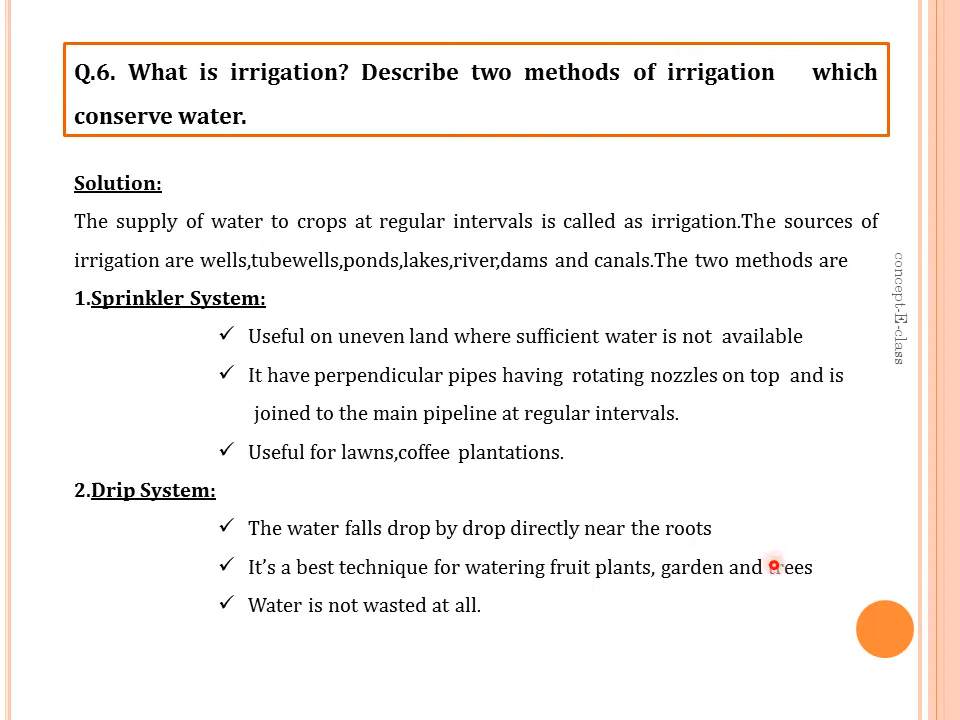 Q.6. What is irrigation? Describe two methods of irrigation which
conserve water.
Solution:
The supply of water to crops at regular intervals is called as irrigation.The sources of
irrigation are wells,tubewells,ponds,lakes,river,dams and canals.The two methods are
1.Sprinkler System:
✓ Useful on uneven land where sufficient water is not available
✓ It have perpendicular pipes having rotating nozzles on top and is
joined to the main pipeline at regular intervals.
✓ Useful for lawns,coffee plantations.
2.Drip System:
✓ The water falls drop by drop directly near the roots
✓ It's a best technique for watering fruit plants, garden and trees
✓ Water is not wasted at all.
concept-E-class